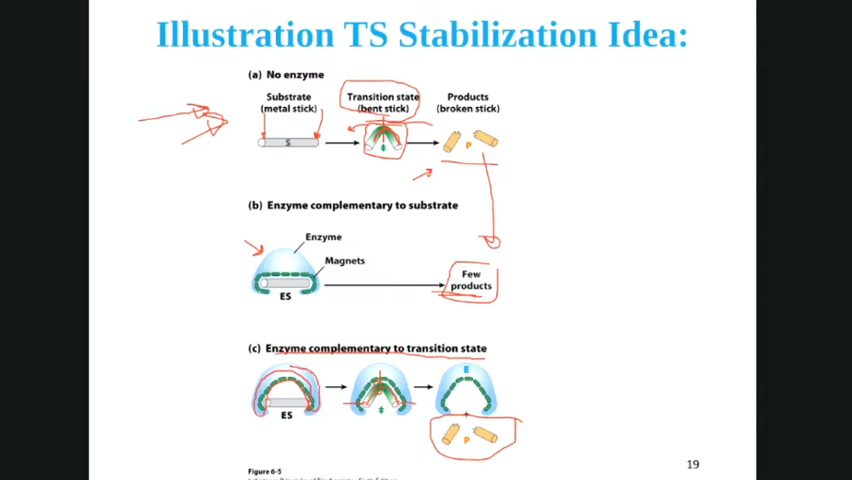 Illustration TS Stabilization Idea:
(a) No enzyme
Substrate
(metal stick)
Transition state
(bent stick)
Products
(broken stick)
S
‡
P
(b) Enzyme complementary to substrate
Enzyme
Magnets
ES
Few
products
(c) Enzyme complementary to transition state
ES
‡
E
+
P
Figure 6-5
19